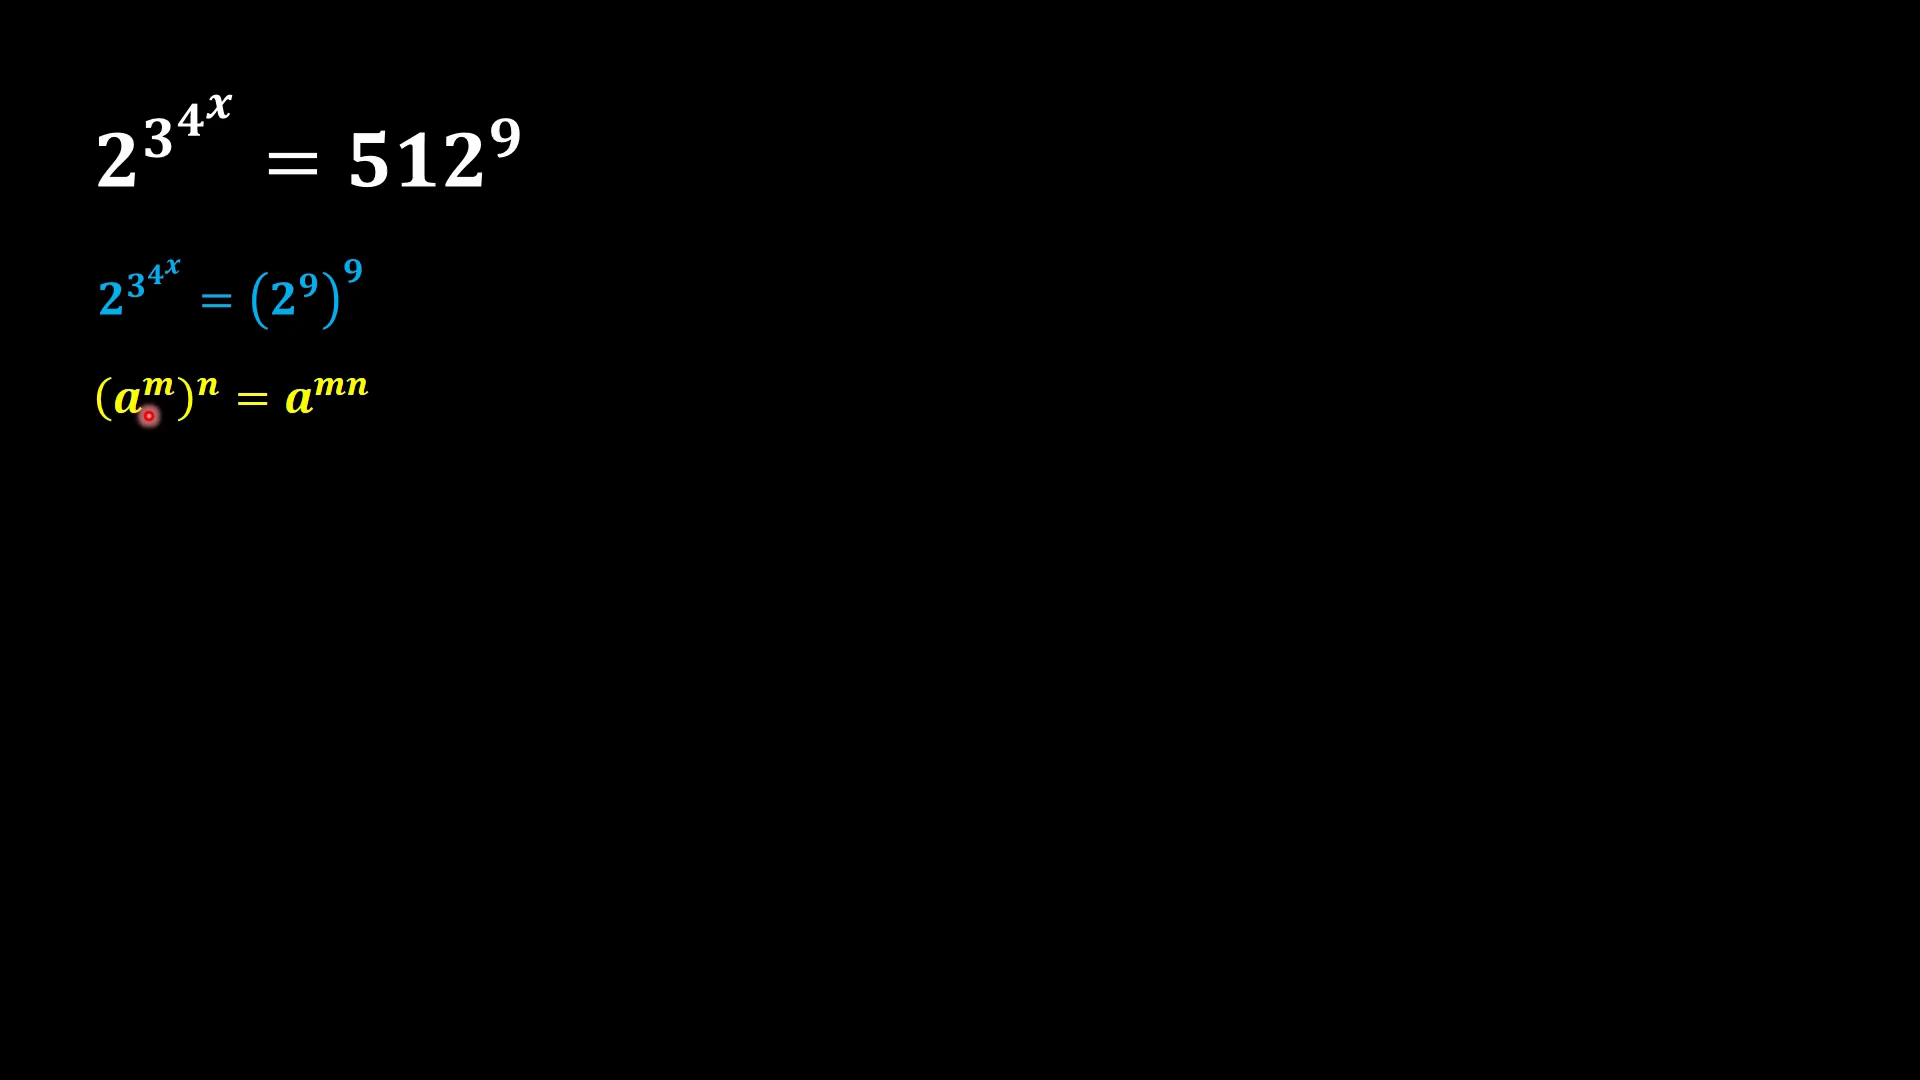 $2^{3^{4^x}} = 512^9$
$2^{3^{4^x}} = (2^9)^9$
$(a^m)^n = a^{mn}$